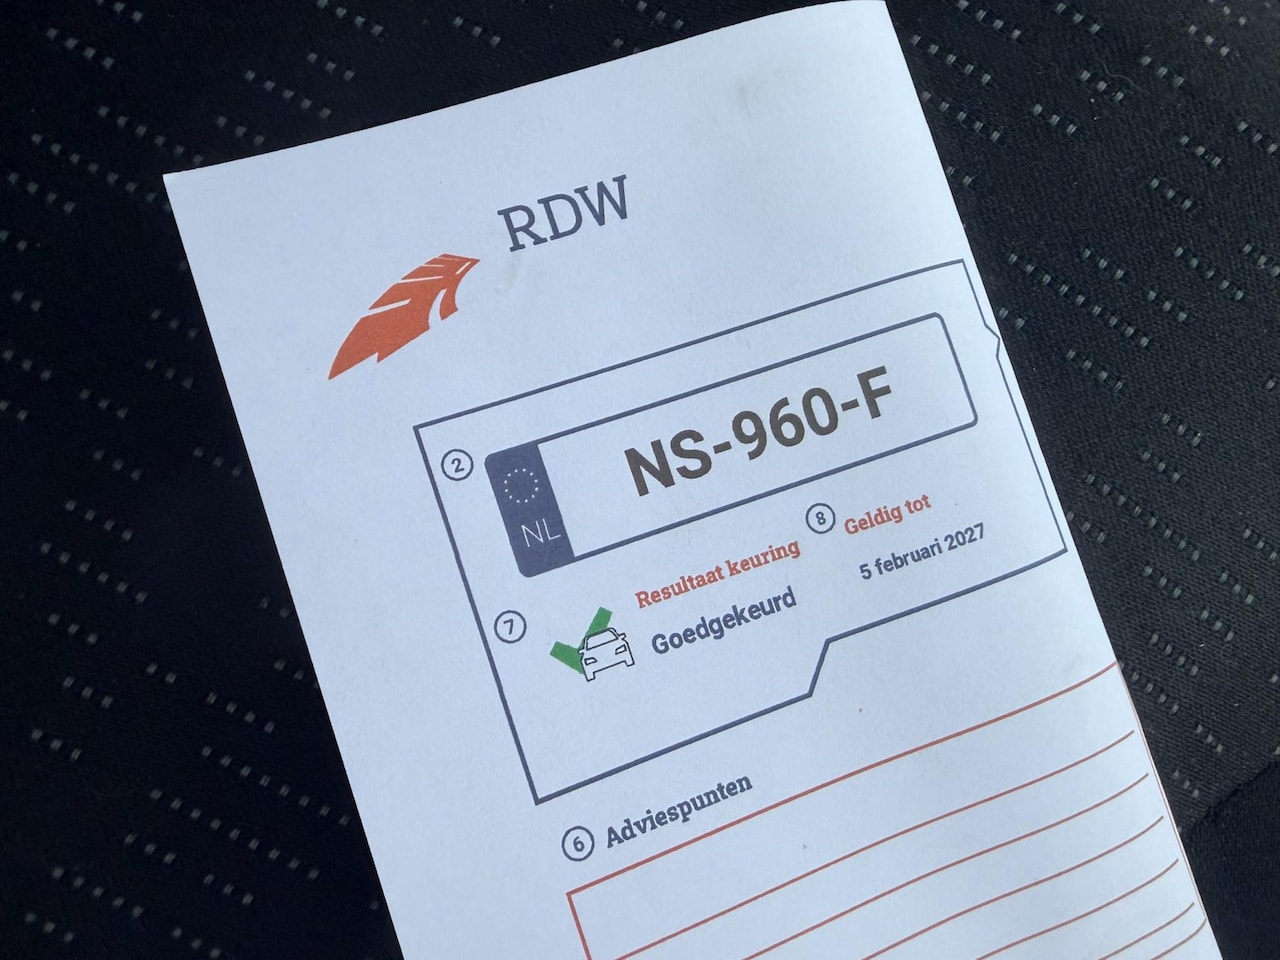 RDW
2
NL
NS-960-F
7
Resultaat keuring
Goedgekeurd
8
Geldig tot
5 februari 2027
6
Adviespunten